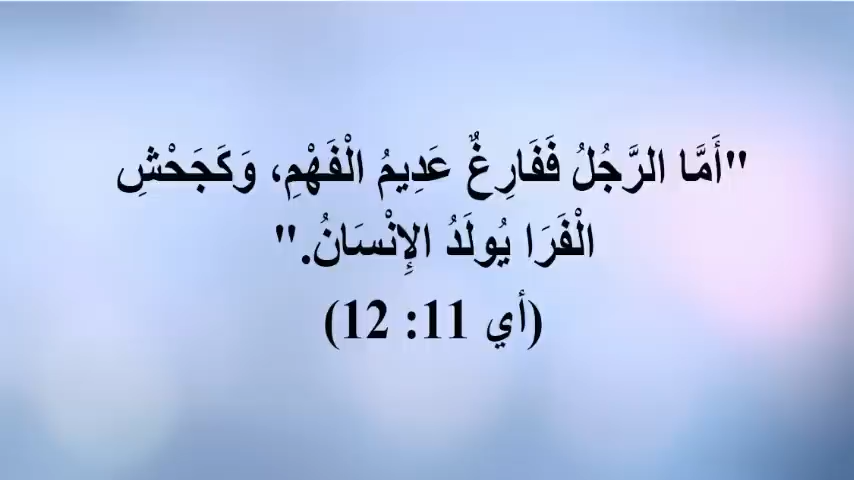 "أَمَّا الرَّجُلُ فَفَارِغٌ عَدِيمُ الْفَهْمِ، وَكَجَحْشِ
الْفَرَا يُولَدُ الإِنْسَانُ."
(أي 11: 12)